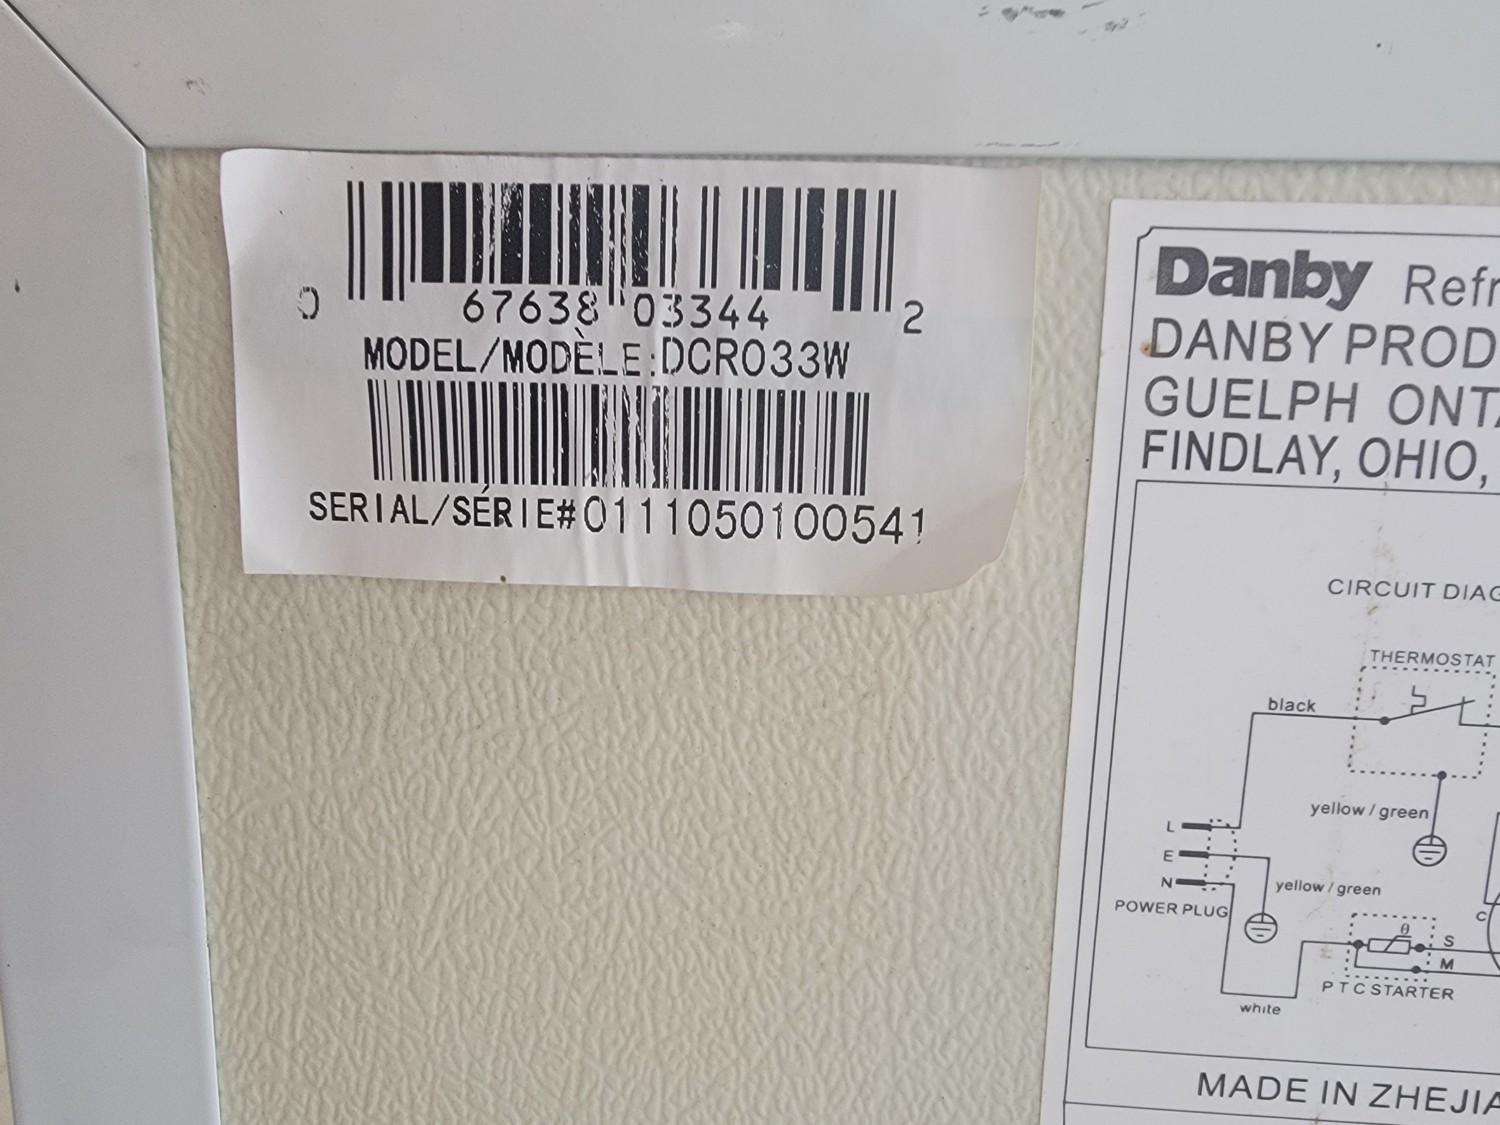 0 67638 03344 2
MODEL/MODÈLE:DCR033W
SERIAL/SÉRIE#0111050100541
Danby Refr
DANBY PROD
GUELPH ONTA
FINDLAY, OHIO,
CIRCUIT DIAG
THERMOSTAT
black
yellow / green
L
E
N
yellow / green
POWER PLUG
C
θ
S
M
P T C STARTER
white
MADE IN ZHEJIA